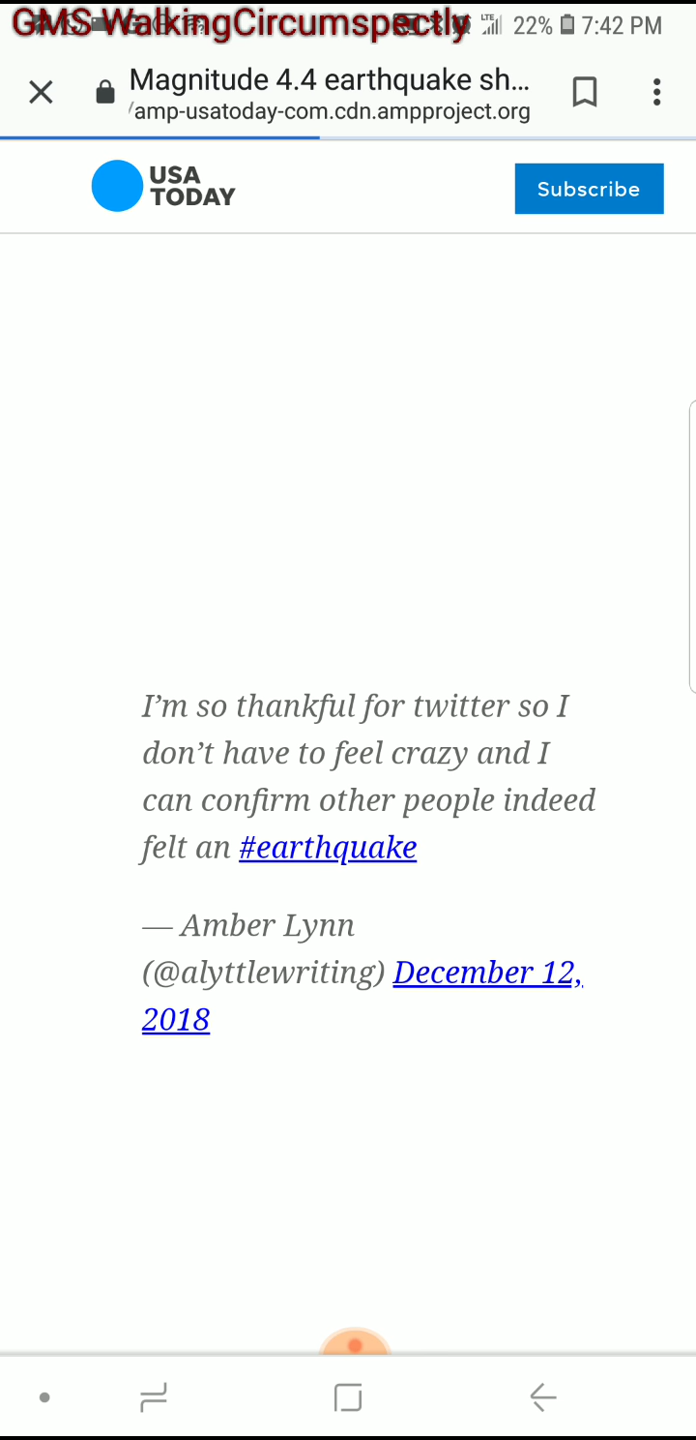 GMS WalkingCircumspectly
LTE 22% 7:42 PM
Magnitude 4.4 earthquake sh...
/amp-usatoday-com.cdn.ampproject.org
USA
TODAY
Subscribe
I’m so thankful for twitter so I
don’t have to feel crazy and I
can confirm other people indeed
felt an #earthquake
— Amber Lynn
(@alyttlewriting) December 12,
2018